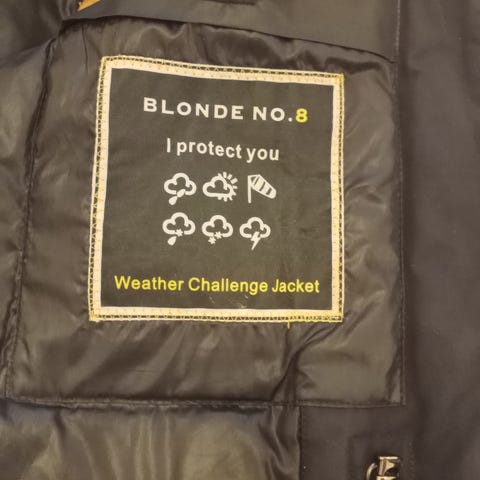 BLONDE NO.8
I protect you
Weather Challenge Jacket